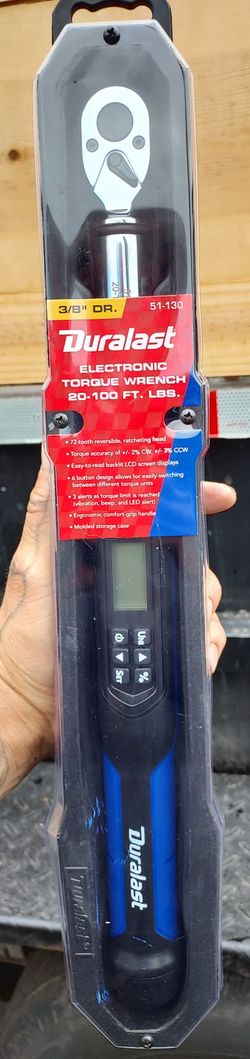 3/8" DR.
51-130
Duralast
ELECTRONIC
TORQUE WRENCH
20-100 FT. LBS.
• 72-tooth reversible, ratcheting head
• Torque accuracy of +/- 2% CW, +/- 3% CCW
• Easy-to-read backlit LCD screen displays
• 6 button design allows for easily switching
between different torque units
• 3 alerts as torque limit is reached
(vibration, beep, and LED alert)
• Ergonomic comfort-grip handle
• Molded storage case
UNI
%
SET
Duralast
Duralast